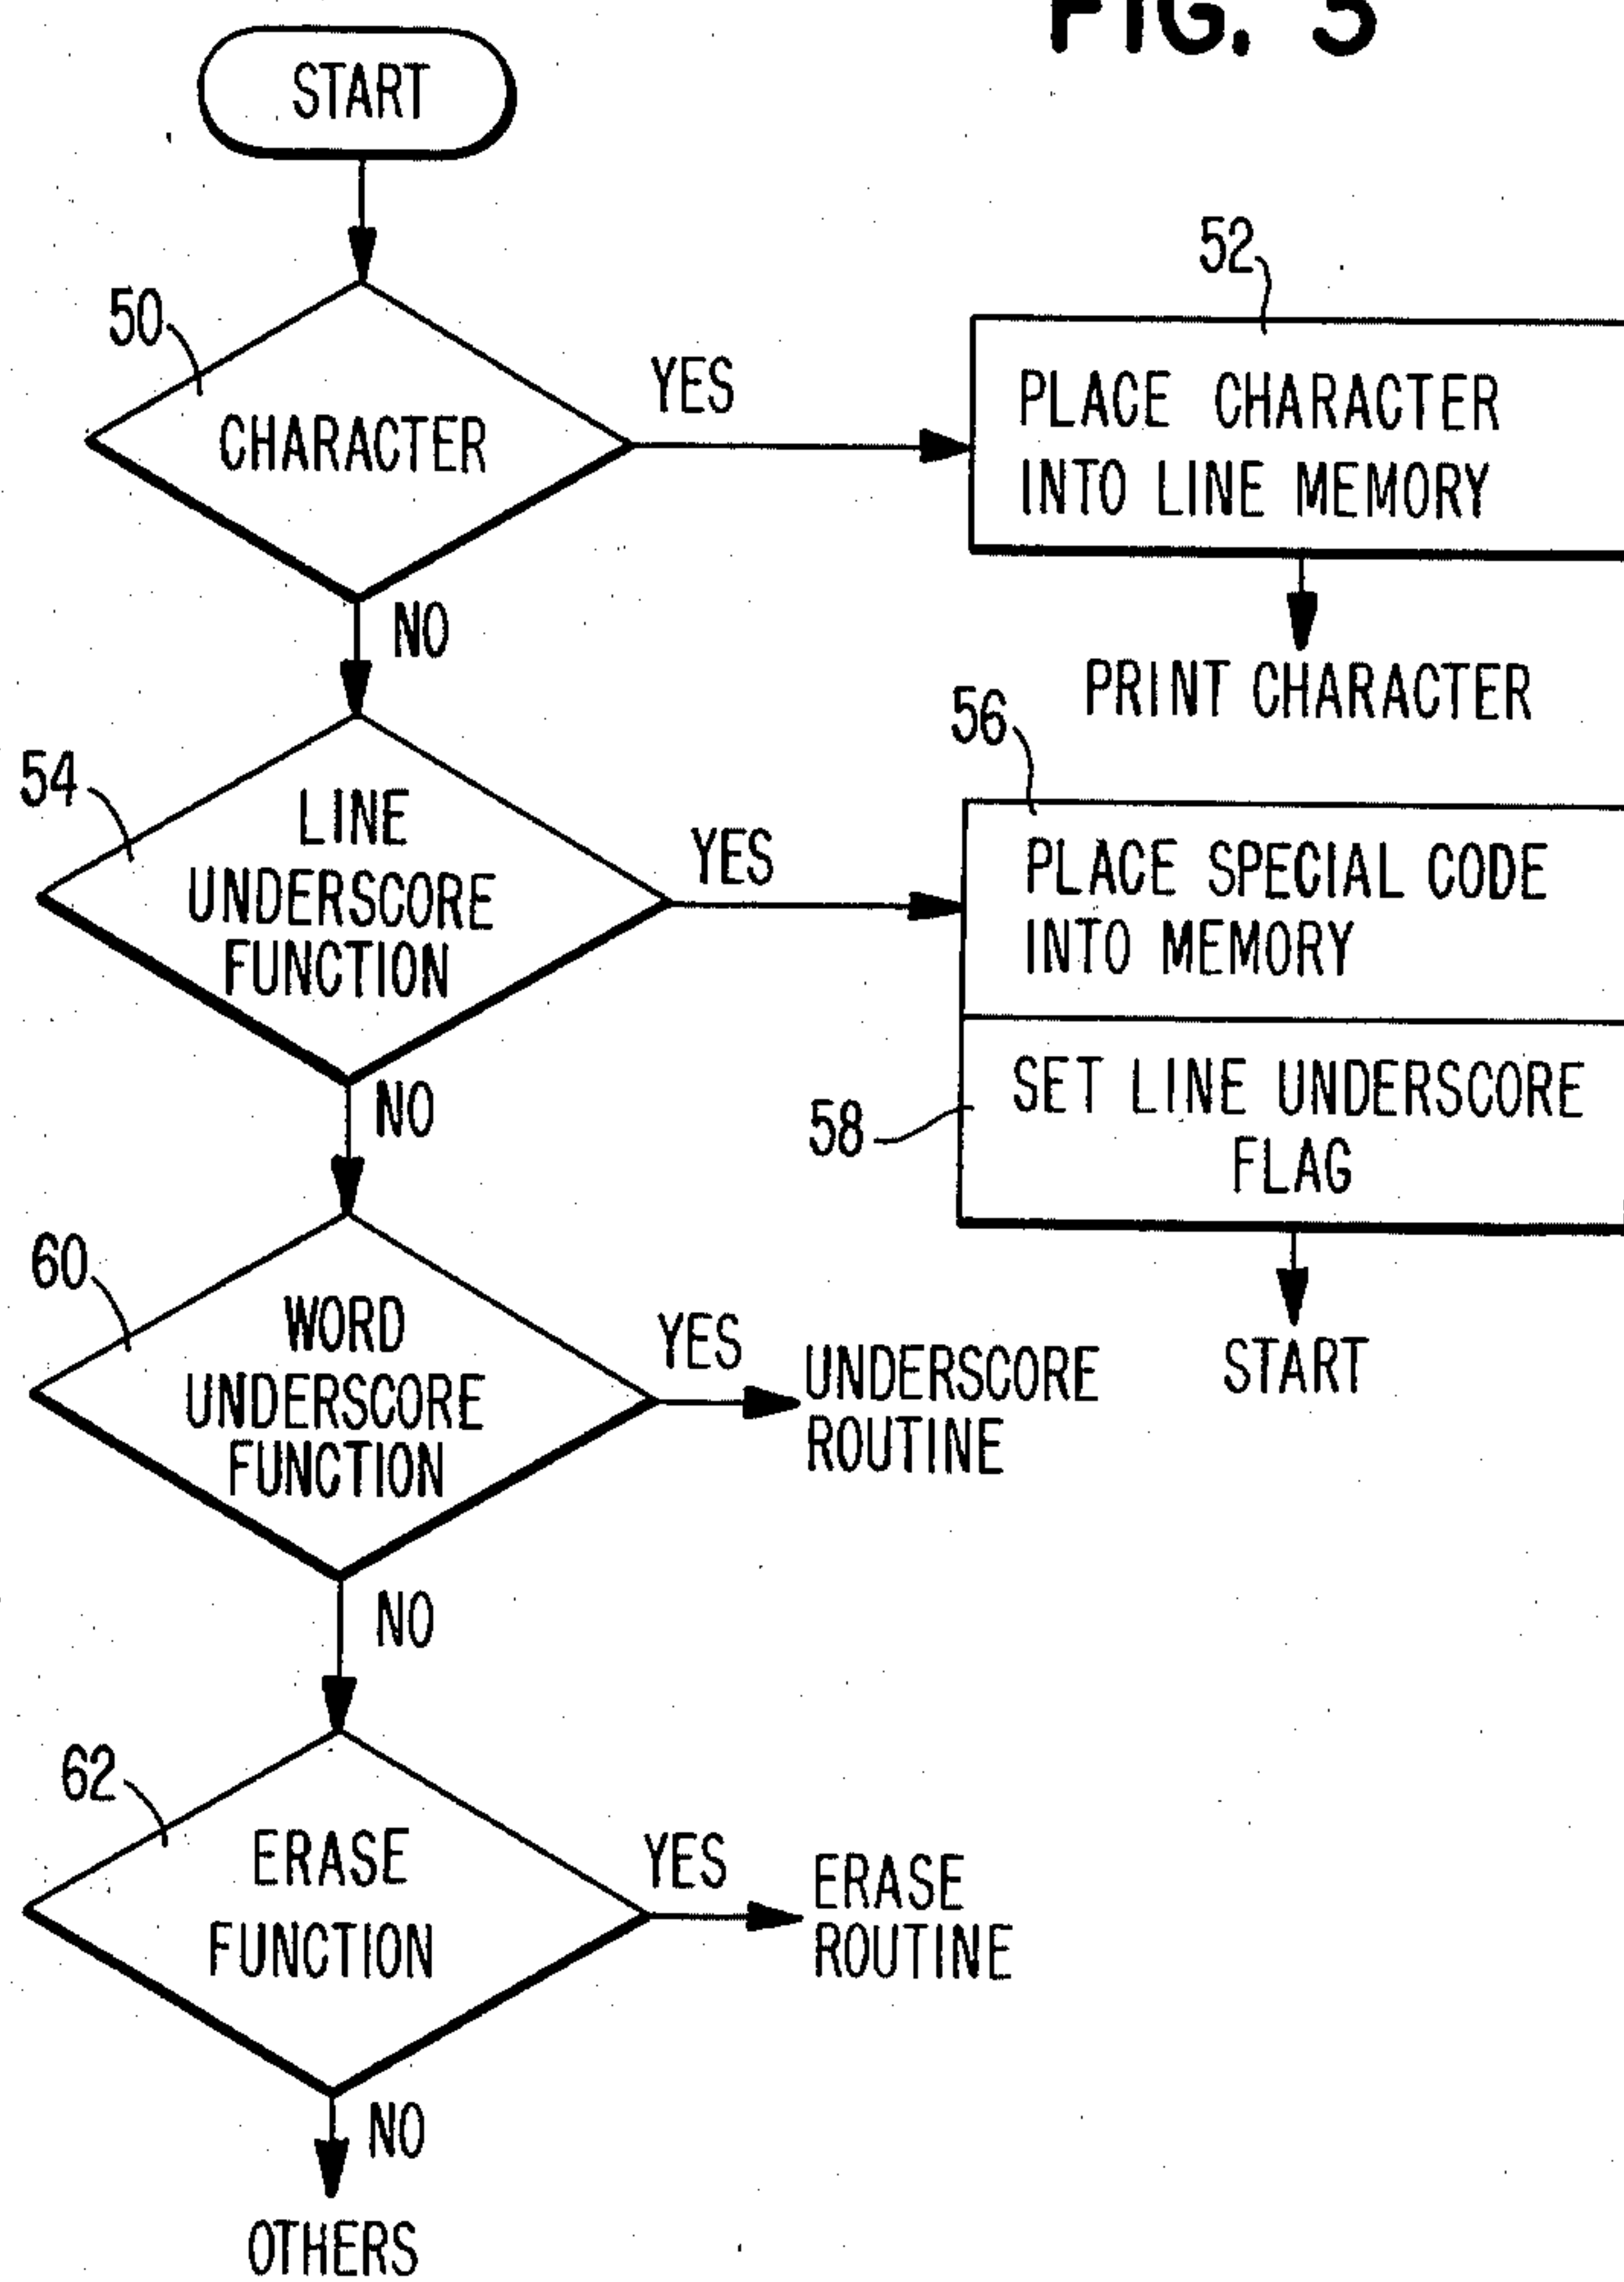 FIG.
START
52
50
YES
PLACE CHARACTER
INTO LINE MEMORY
CHARACTER
NO
PRINT CHARACTER
56
54
LINE
UNDERSCORE
FUNCTION
YES
PLACE SPECIAL CODE
INTO MEMORY
NO
58
SET LINE UNDERSCORE
FLAG
START
60
WORD
UNDERSCORE
FUNCTION
YES
UNDERSCORE
ROUTINE
NO
62
ERASE
FUNCTION
YES
ERASE
ROUTINE
NO
OTHERS